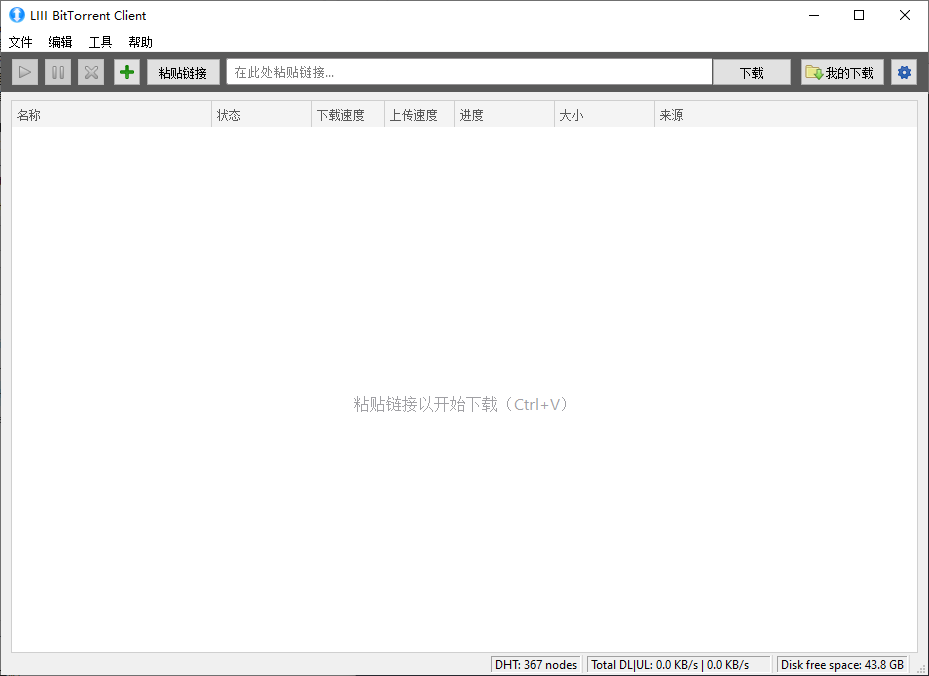 LIII BitTorrent Client
文件 编辑 工具 帮助
粘贴链接 在此处粘贴链接... 下载 我的下载
名称 状态 下载速度 上传速度 进度 大小 来源
粘贴链接以开始下载（Ctrl+V）
DHT: 367 nodes Total DL|UL: 0.0 KB/s | 0.0 KB/s Disk free space: 43.8 GB